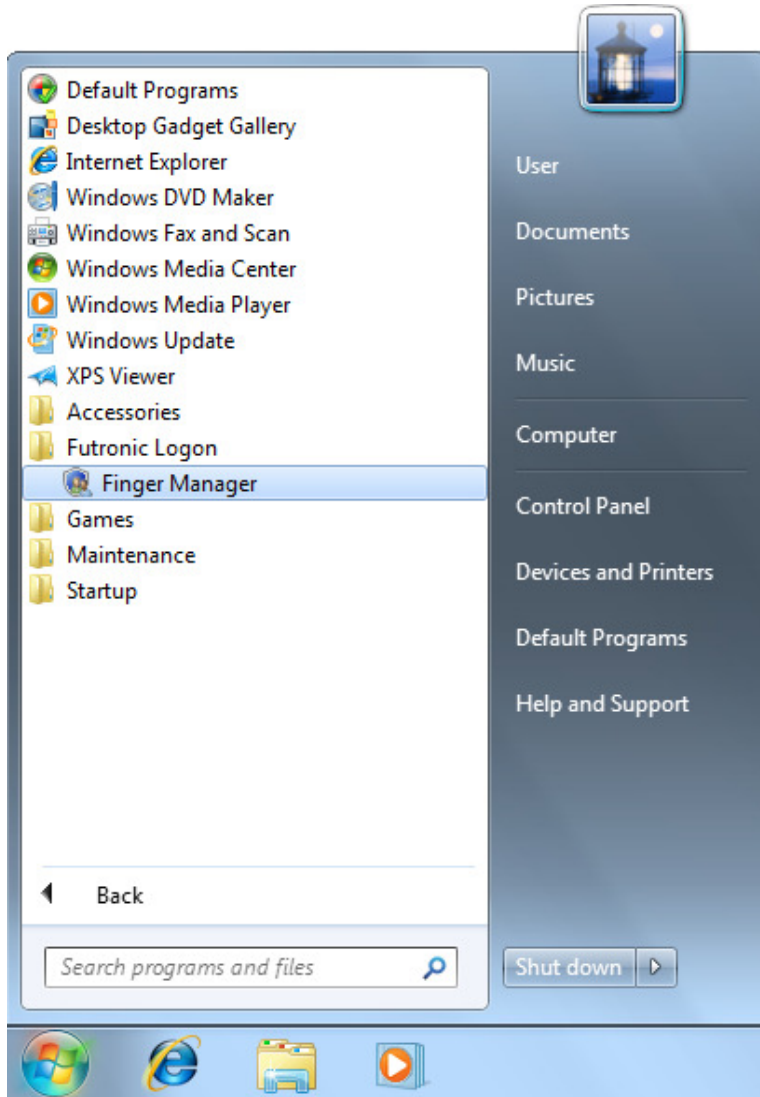 Default Programs
Desktop Gadget Gallery
Internet Explorer
Windows DVD Maker
Windows Fax and Scan
Windows Media Center
Windows Media Player
Windows Update
XPS Viewer
Accessories
Futronic Logon
Finger Manager
Games
Maintenance
Startup
Back
Search programs and files
User
Documents
Pictures
Music
Computer
Control Panel
Devices and Printers
Default Programs
Help and Support
Shut down